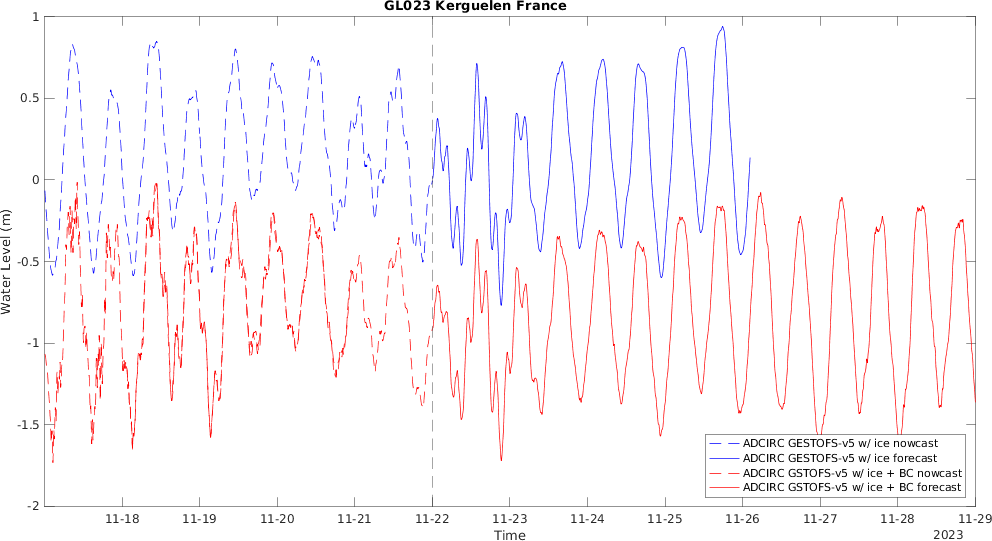 GL023 Kerguelen France
1
0.5
0
-0.5
-1
-1.5
-2
Water Level (m)
11-18 11-19 11-20 11-21 11-22 11-23 11-24 11-25 11-26 11-27 11-28 11-29
Time
2023
ADCIRC GESTOFS-v5 w/ ice nowcast
ADCIRC GESTOFS-v5 w/ ice forecast
ADCIRC GSTOFS-v5 w/ ice + BC nowcast
ADCIRC GSTOFS-v5 w/ ice + BC forecast